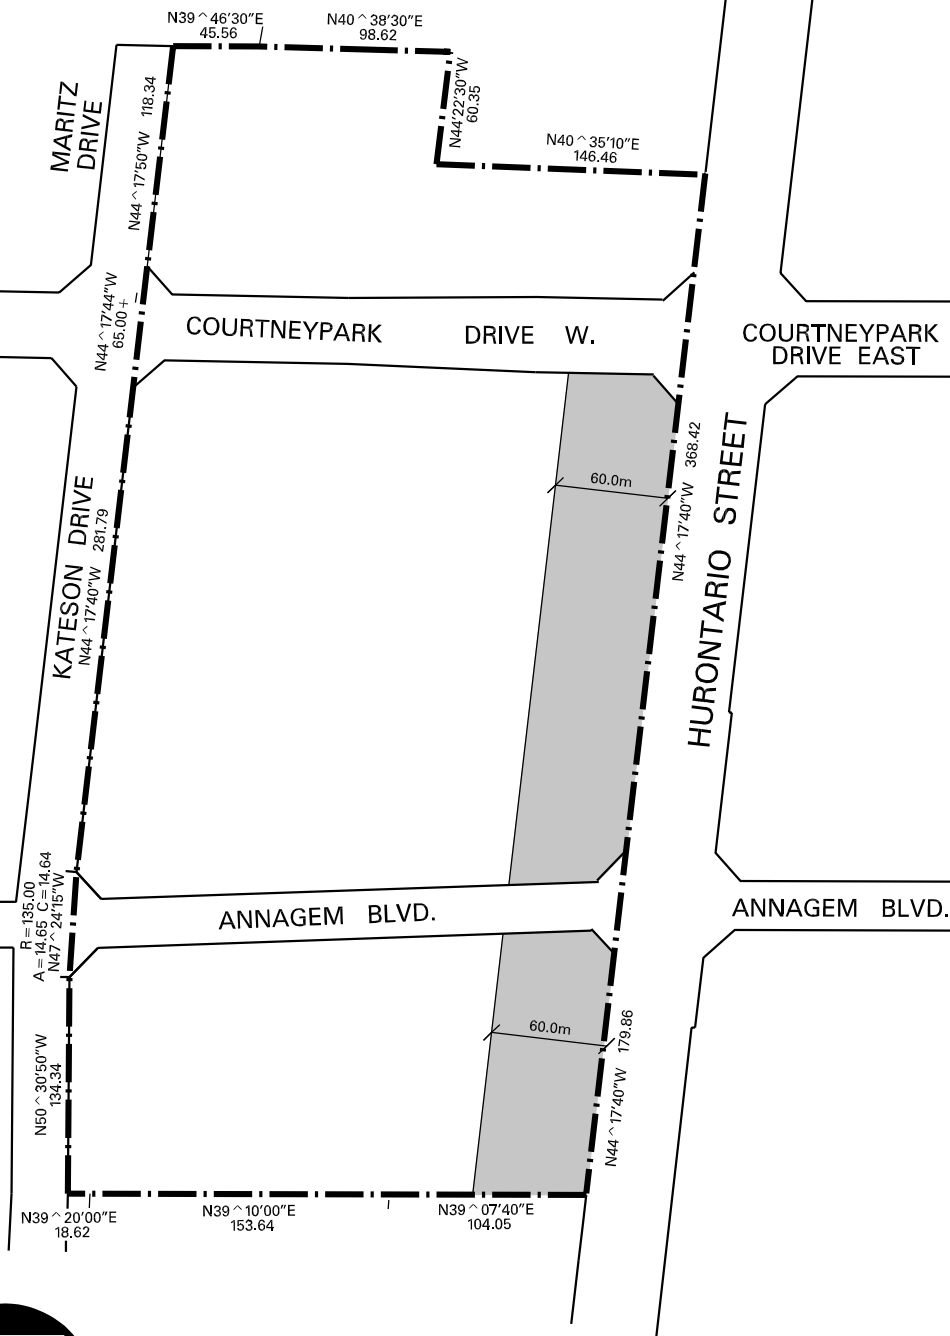 N39^46'30"E
45.56
N40^38'30"E
98.62
N44'22'30"W
60.35
N40^35'10"E
146.46
MARITZ
DRIVE
N44^17'50"W 118.34
N44^17'44"W
65.00±
COURTNEYPARK DRIVE W.
COURTNEYPARK
DRIVE EAST
60.0m
N44^17'40"W 368.42
HURONTARIO STREET
KATESON DRIVE
N44^17'40"W 281.79
R=135.00
A=14.65 C=14.64
N47^24'15"W
ANNAGEM BLVD.
ANNAGEM BLVD.
60.0m
N44^17'40"W 179.86
N50^30'50"W
134.34
N39^20'00"E
18.62
N39^10'00"E
153.64
N39^07'40"E
104.05